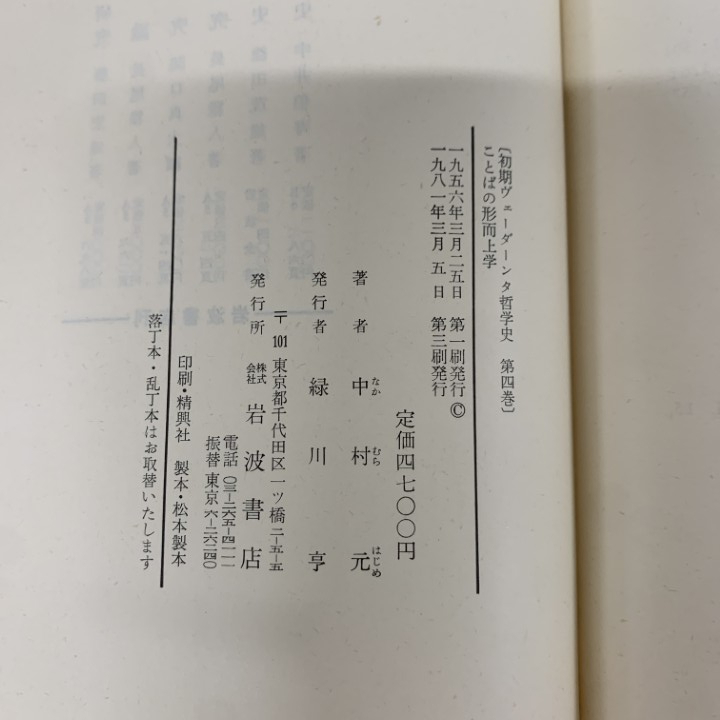 〔初期ヴェーダーンタ哲学史 第四巻〕
ことばの形而上学
一九五六年三月二五日 第一刷発行©
一九八一年三月 五日 第三刷発行
定価四七〇〇円
著者 中村元
なか むら はじめ
発行者 緑川亨
〒101 東京都千代田区一ツ橋二-五-五
発行所 株式会社 岩波書店
電話 〇三-二六五-四一一一
振替 東京 六-二六二四〇
印刷・精興社 製本・松本製本
落丁本・乱丁本はお取替いたします